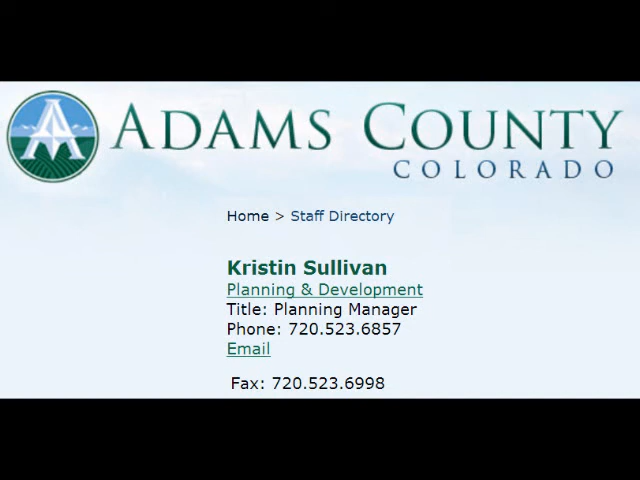 ADAMS COUNTY
COLORADO
Home > Staff Directory
Kristin Sullivan
Planning & Development
Title: Planning Manager
Phone: 720.523.6857
Email
Fax: 720.523.6998